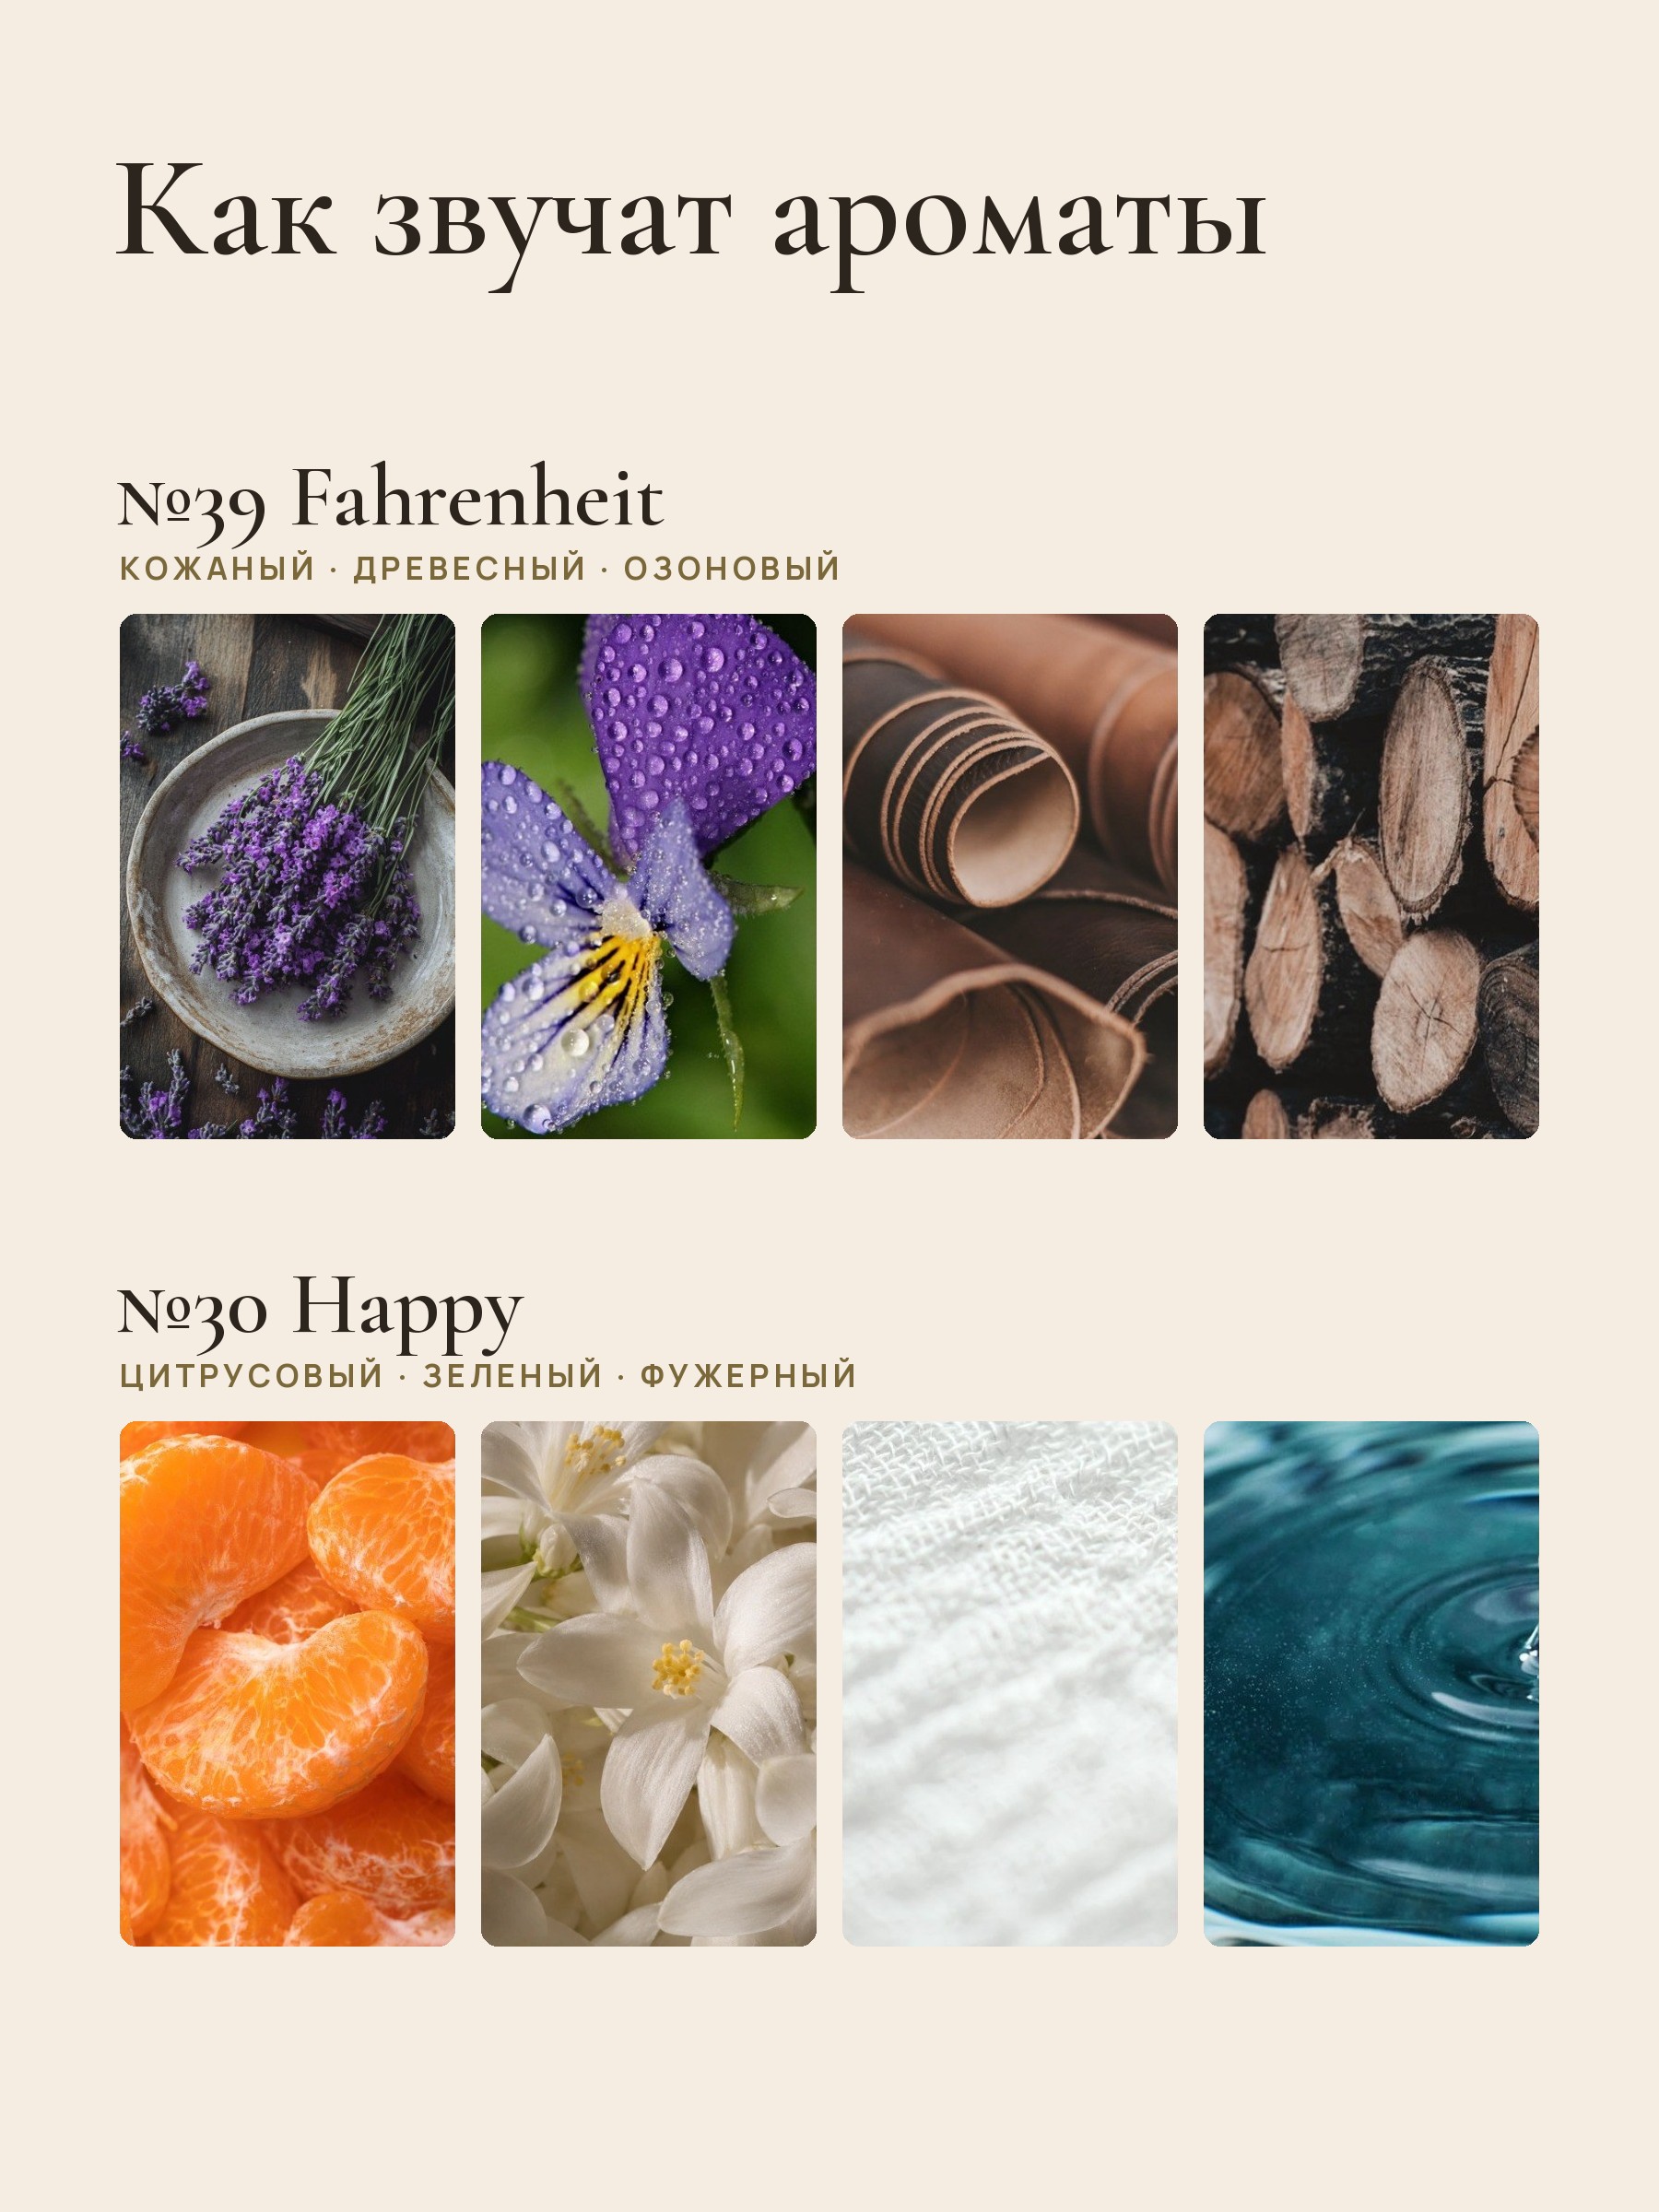 Как звучат ароматы
№39 Fahrenheit
КОЖАНЫЙ · ДРЕВЕСНЫЙ · ОЗОНОВЫЙ
№30 Happy
ЦИТРУСОВЫЙ · ЗЕЛЕНЫЙ · ФУЖЕРНЫЙ